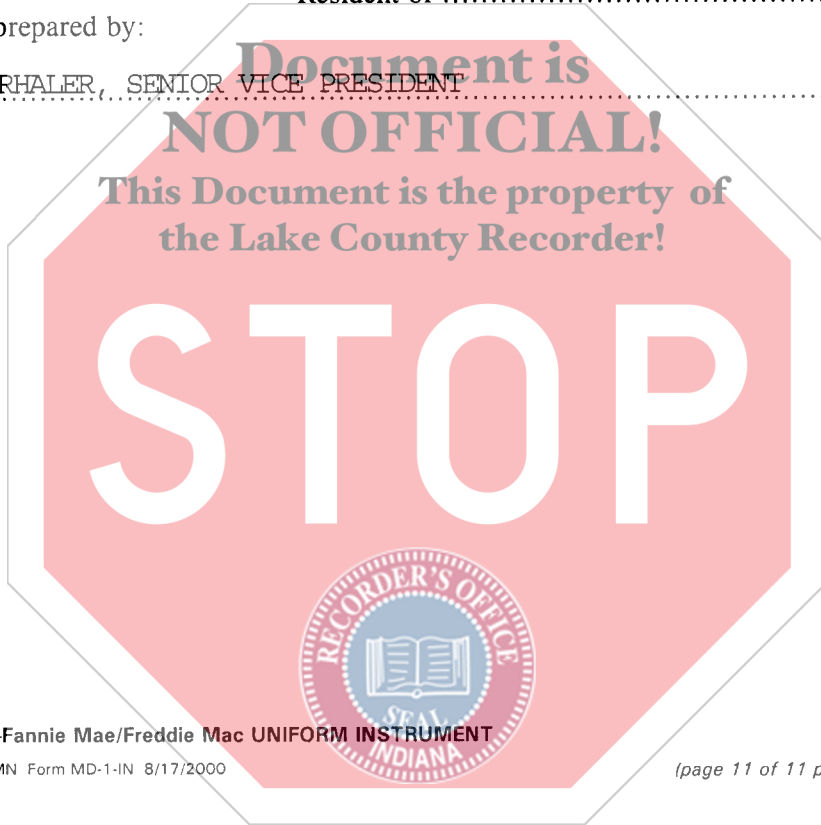 Resident of
prepared by:
RHALER, SENIOR VICE PRESIDENT
Document is
NOT OFFICIAL!
This Document is the property of
the Lake County Recorder!
STOP
RECORDER'S OFFICE
SEAL
INDIANA
-Fannie Mae/Freddie Mac UNIFORM INSTRUMENT
MN Form MD-1-IN 8/17/2000
(page 11 of 11 p